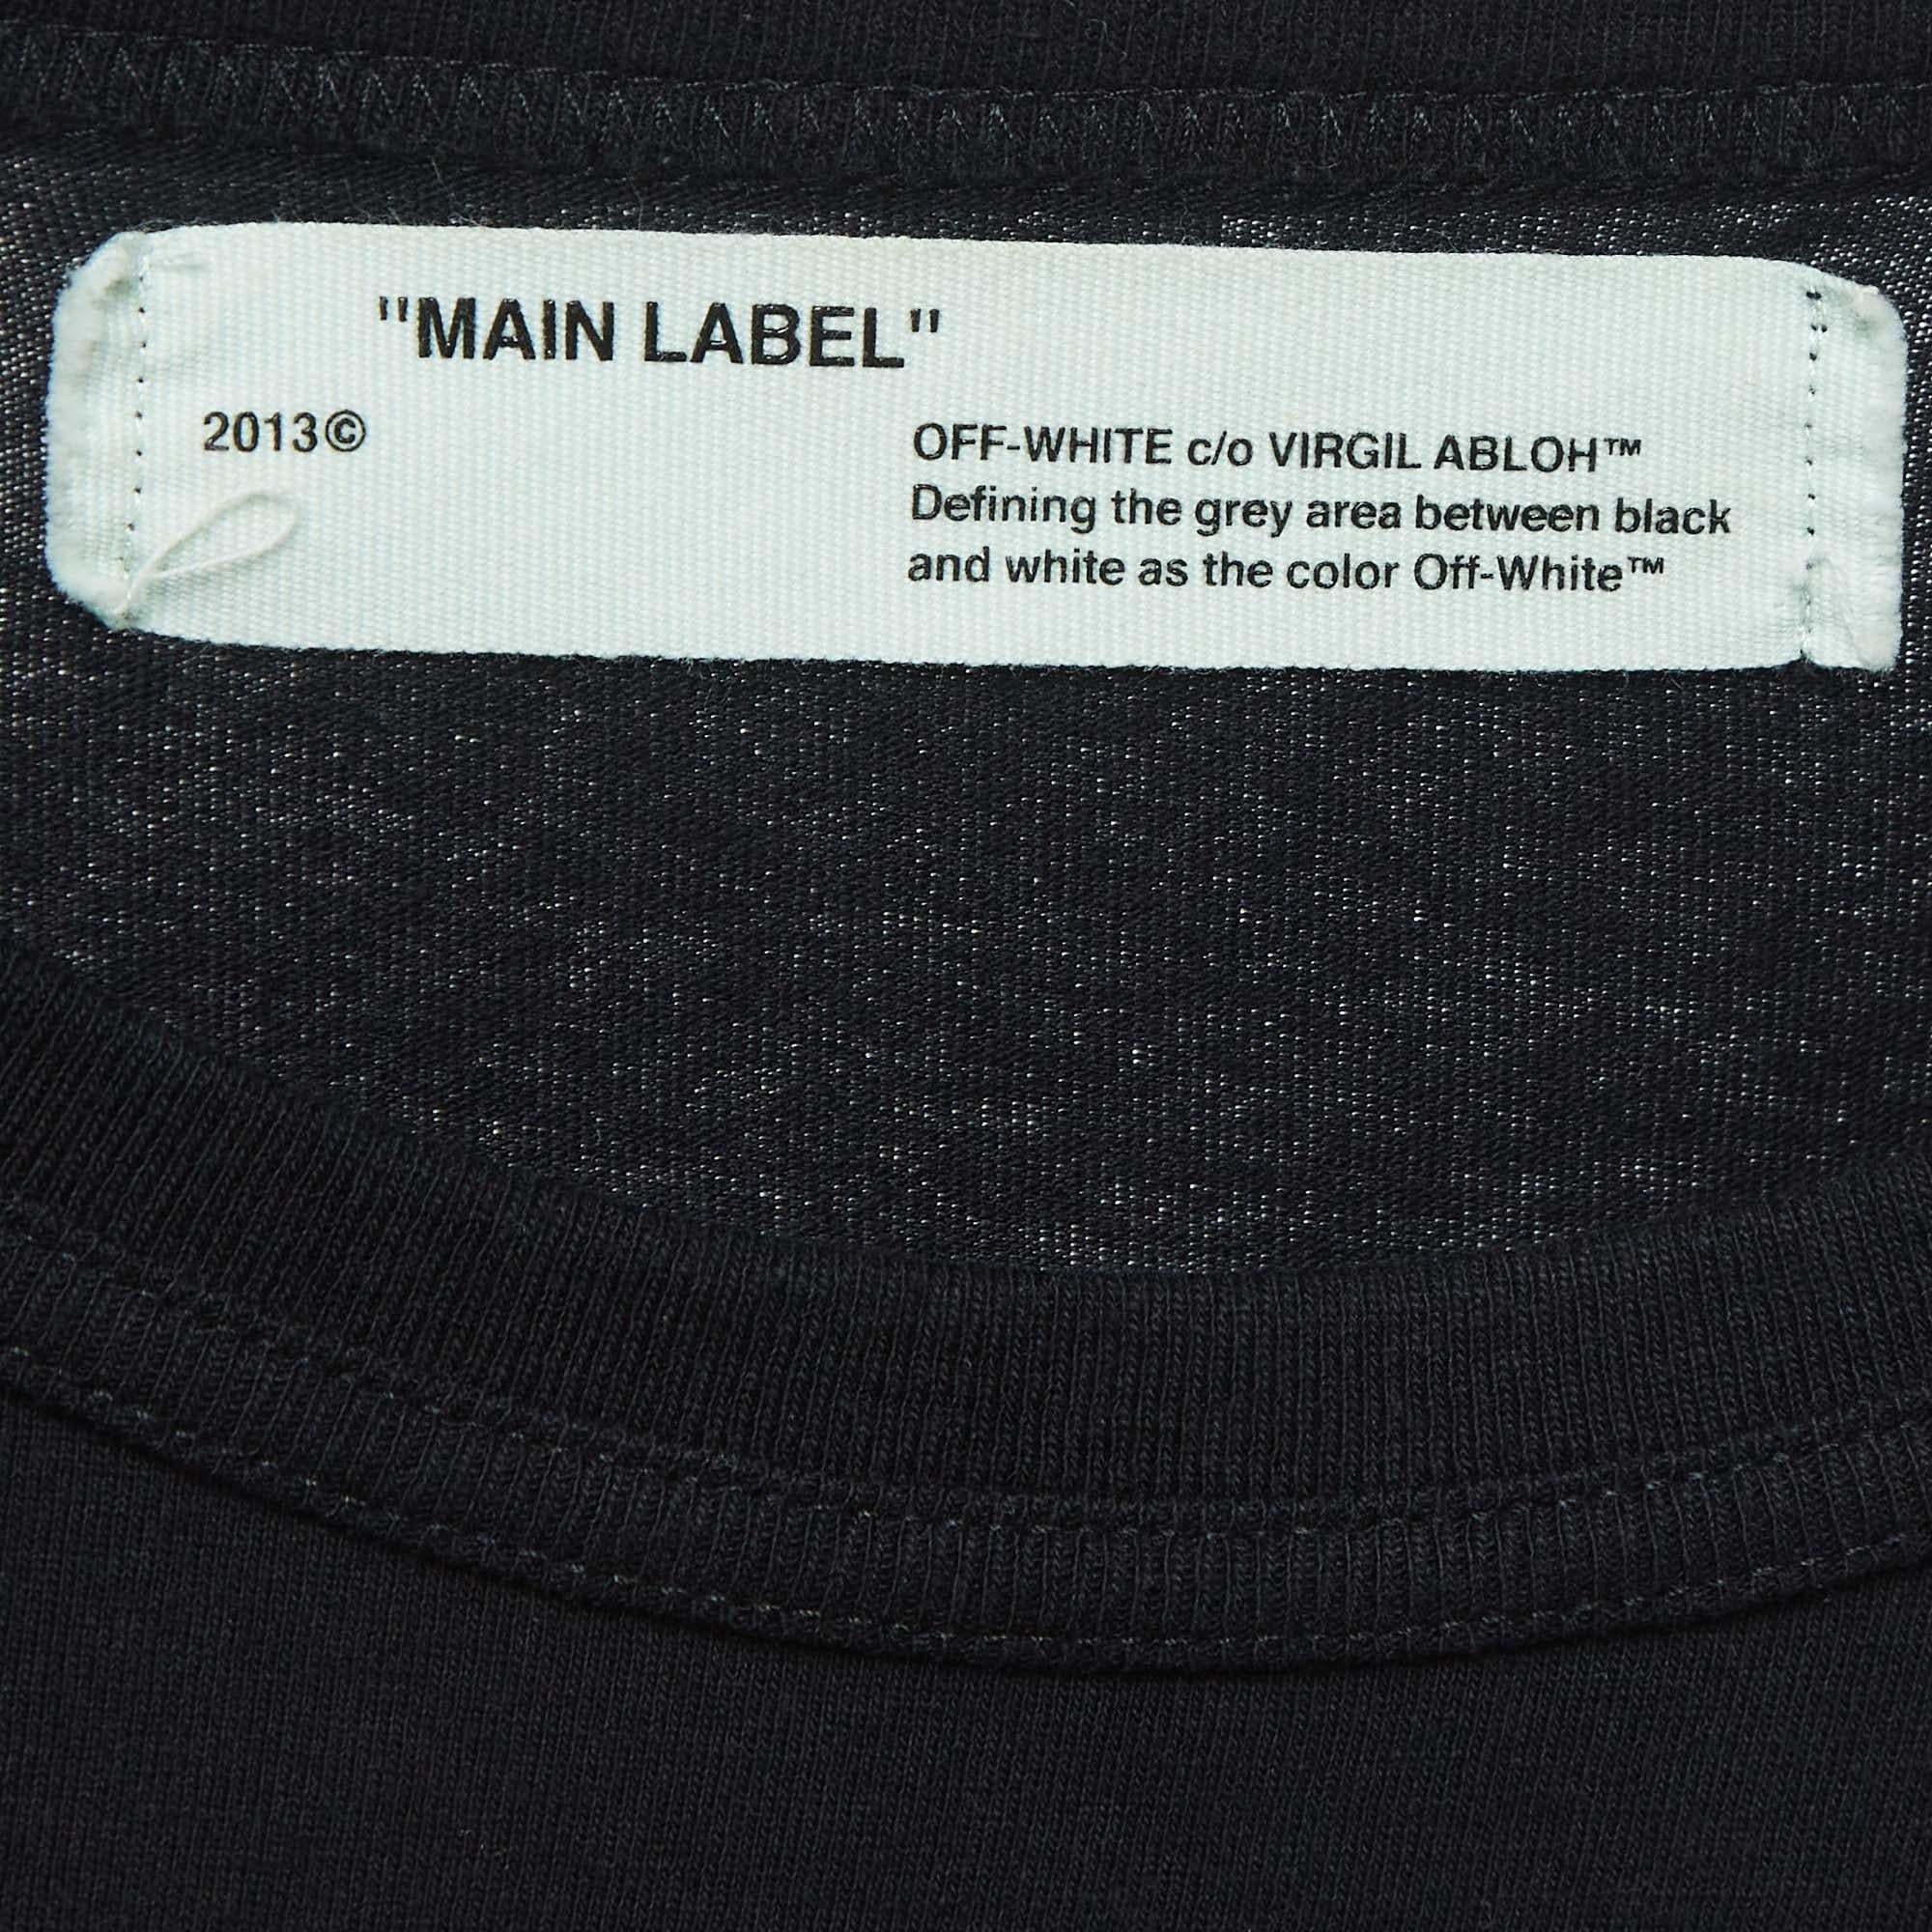 "MAIN LABEL"
2013©
OFF-WHITE c/o VIRGIL ABLOH™
Defining the grey area between black
and white as the color Off-White™